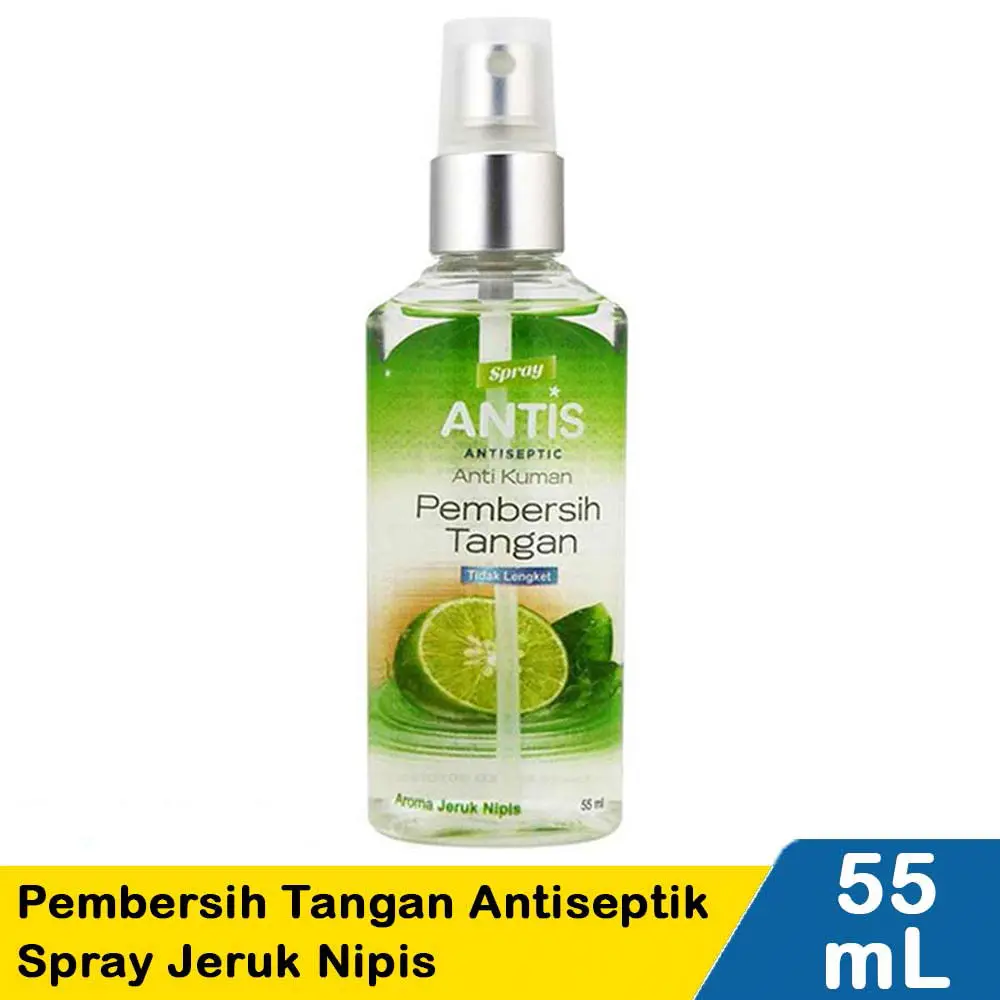 Spray
ANTiS
ANTISEPTIC
Anti Kuman
Pembersih
Tangan
Tidak Lengket
Aroma Jeruk Nipis 55 ml
Pembersih Tangan Antiseptik
Spray Jeruk Nipis
55
mL